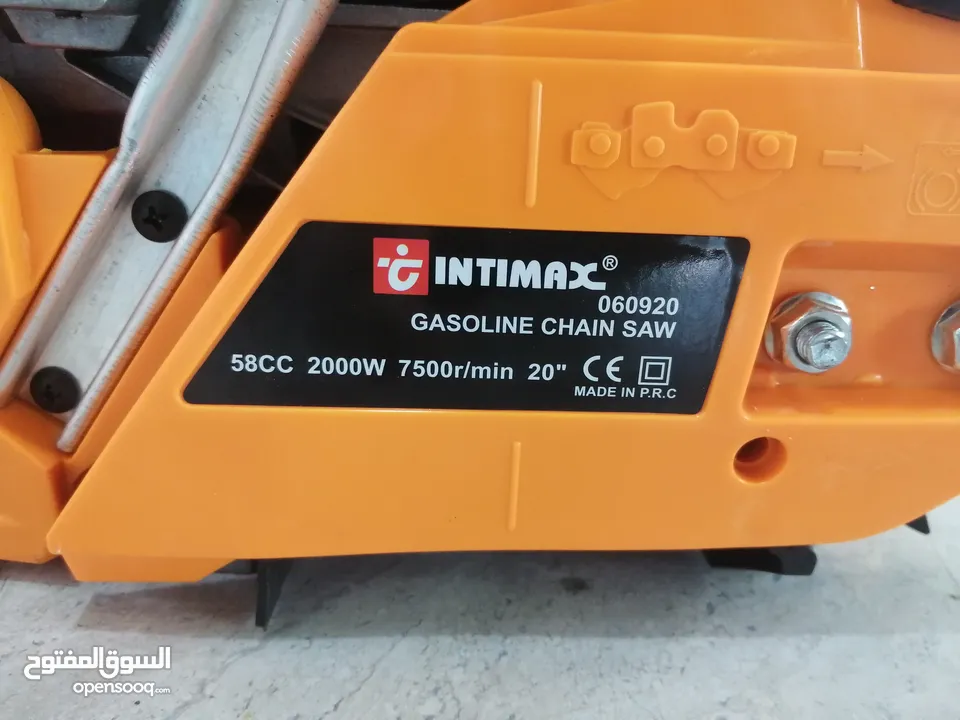 INTIMAX®
060920
GASOLINE CHAIN SAW
58CC 2000W 7500r/min 20" CE
MADE IN P.R.C
السوق المفتوح
opensooq.com